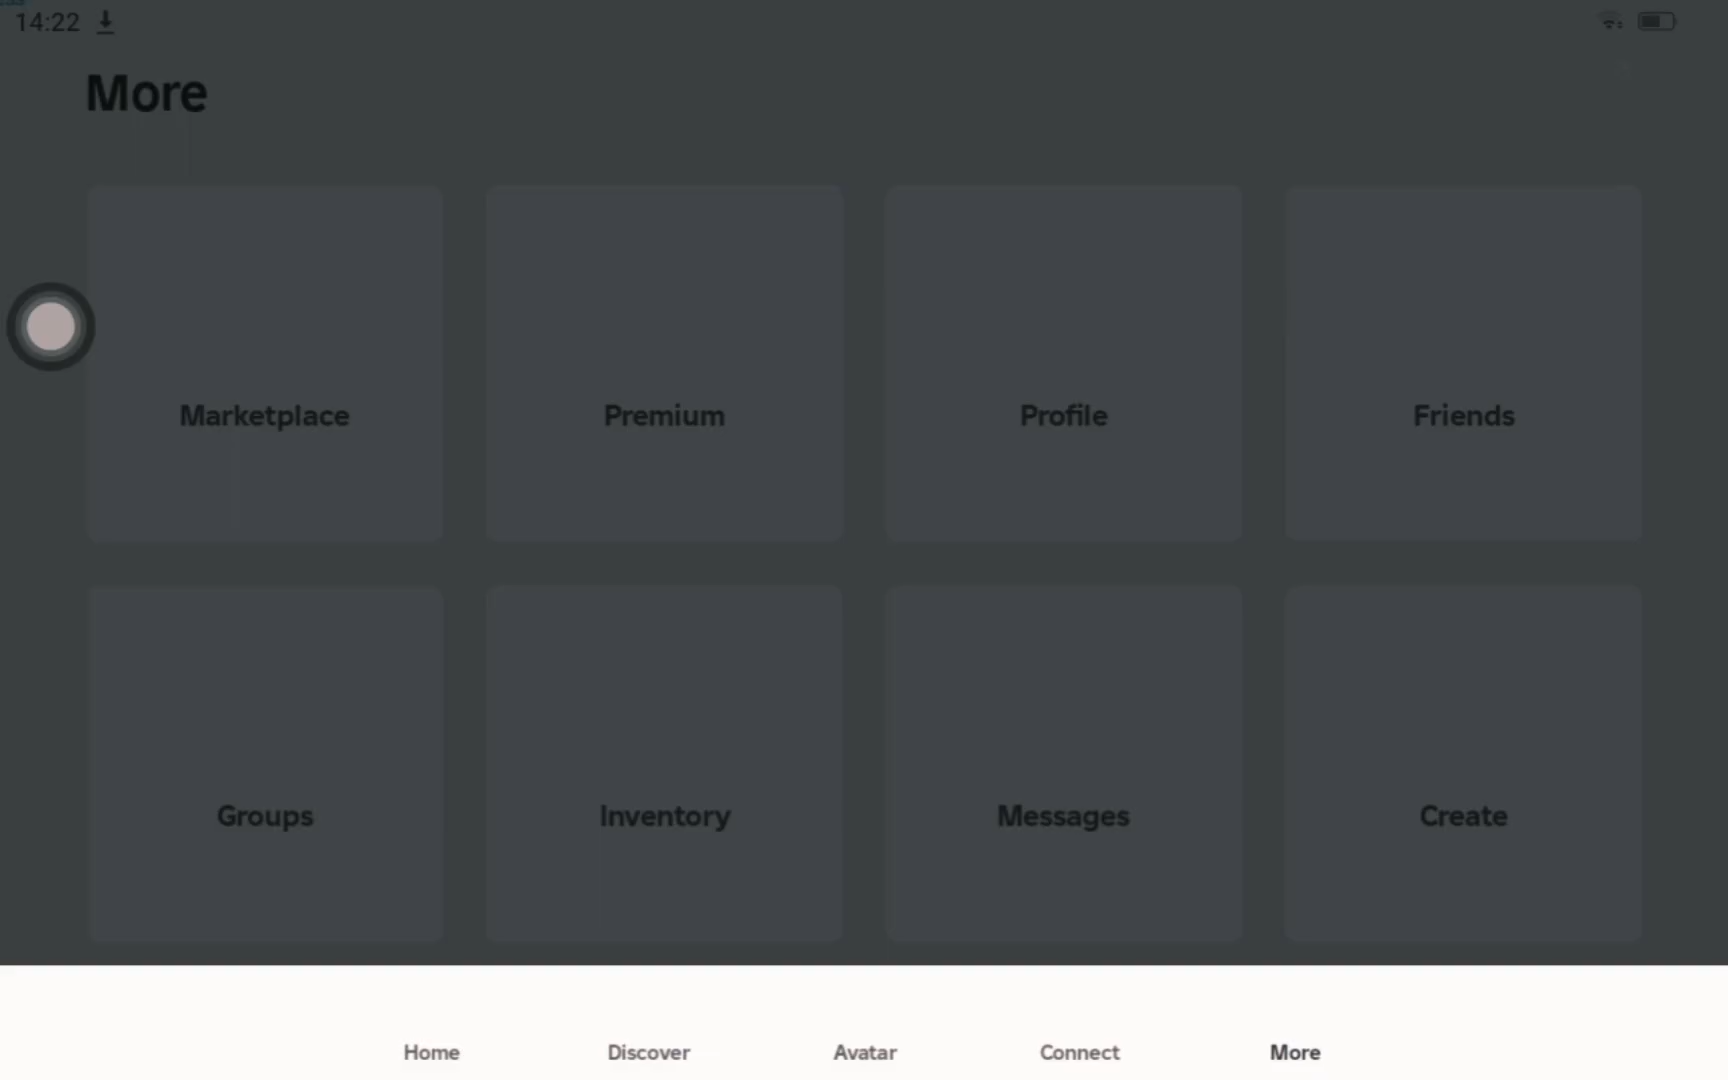 14:22
More
Marketplace
Premium
Profile
Friends
Groups
Inventory
Messages
Create
Home
Discover
Avatar
Connect
More